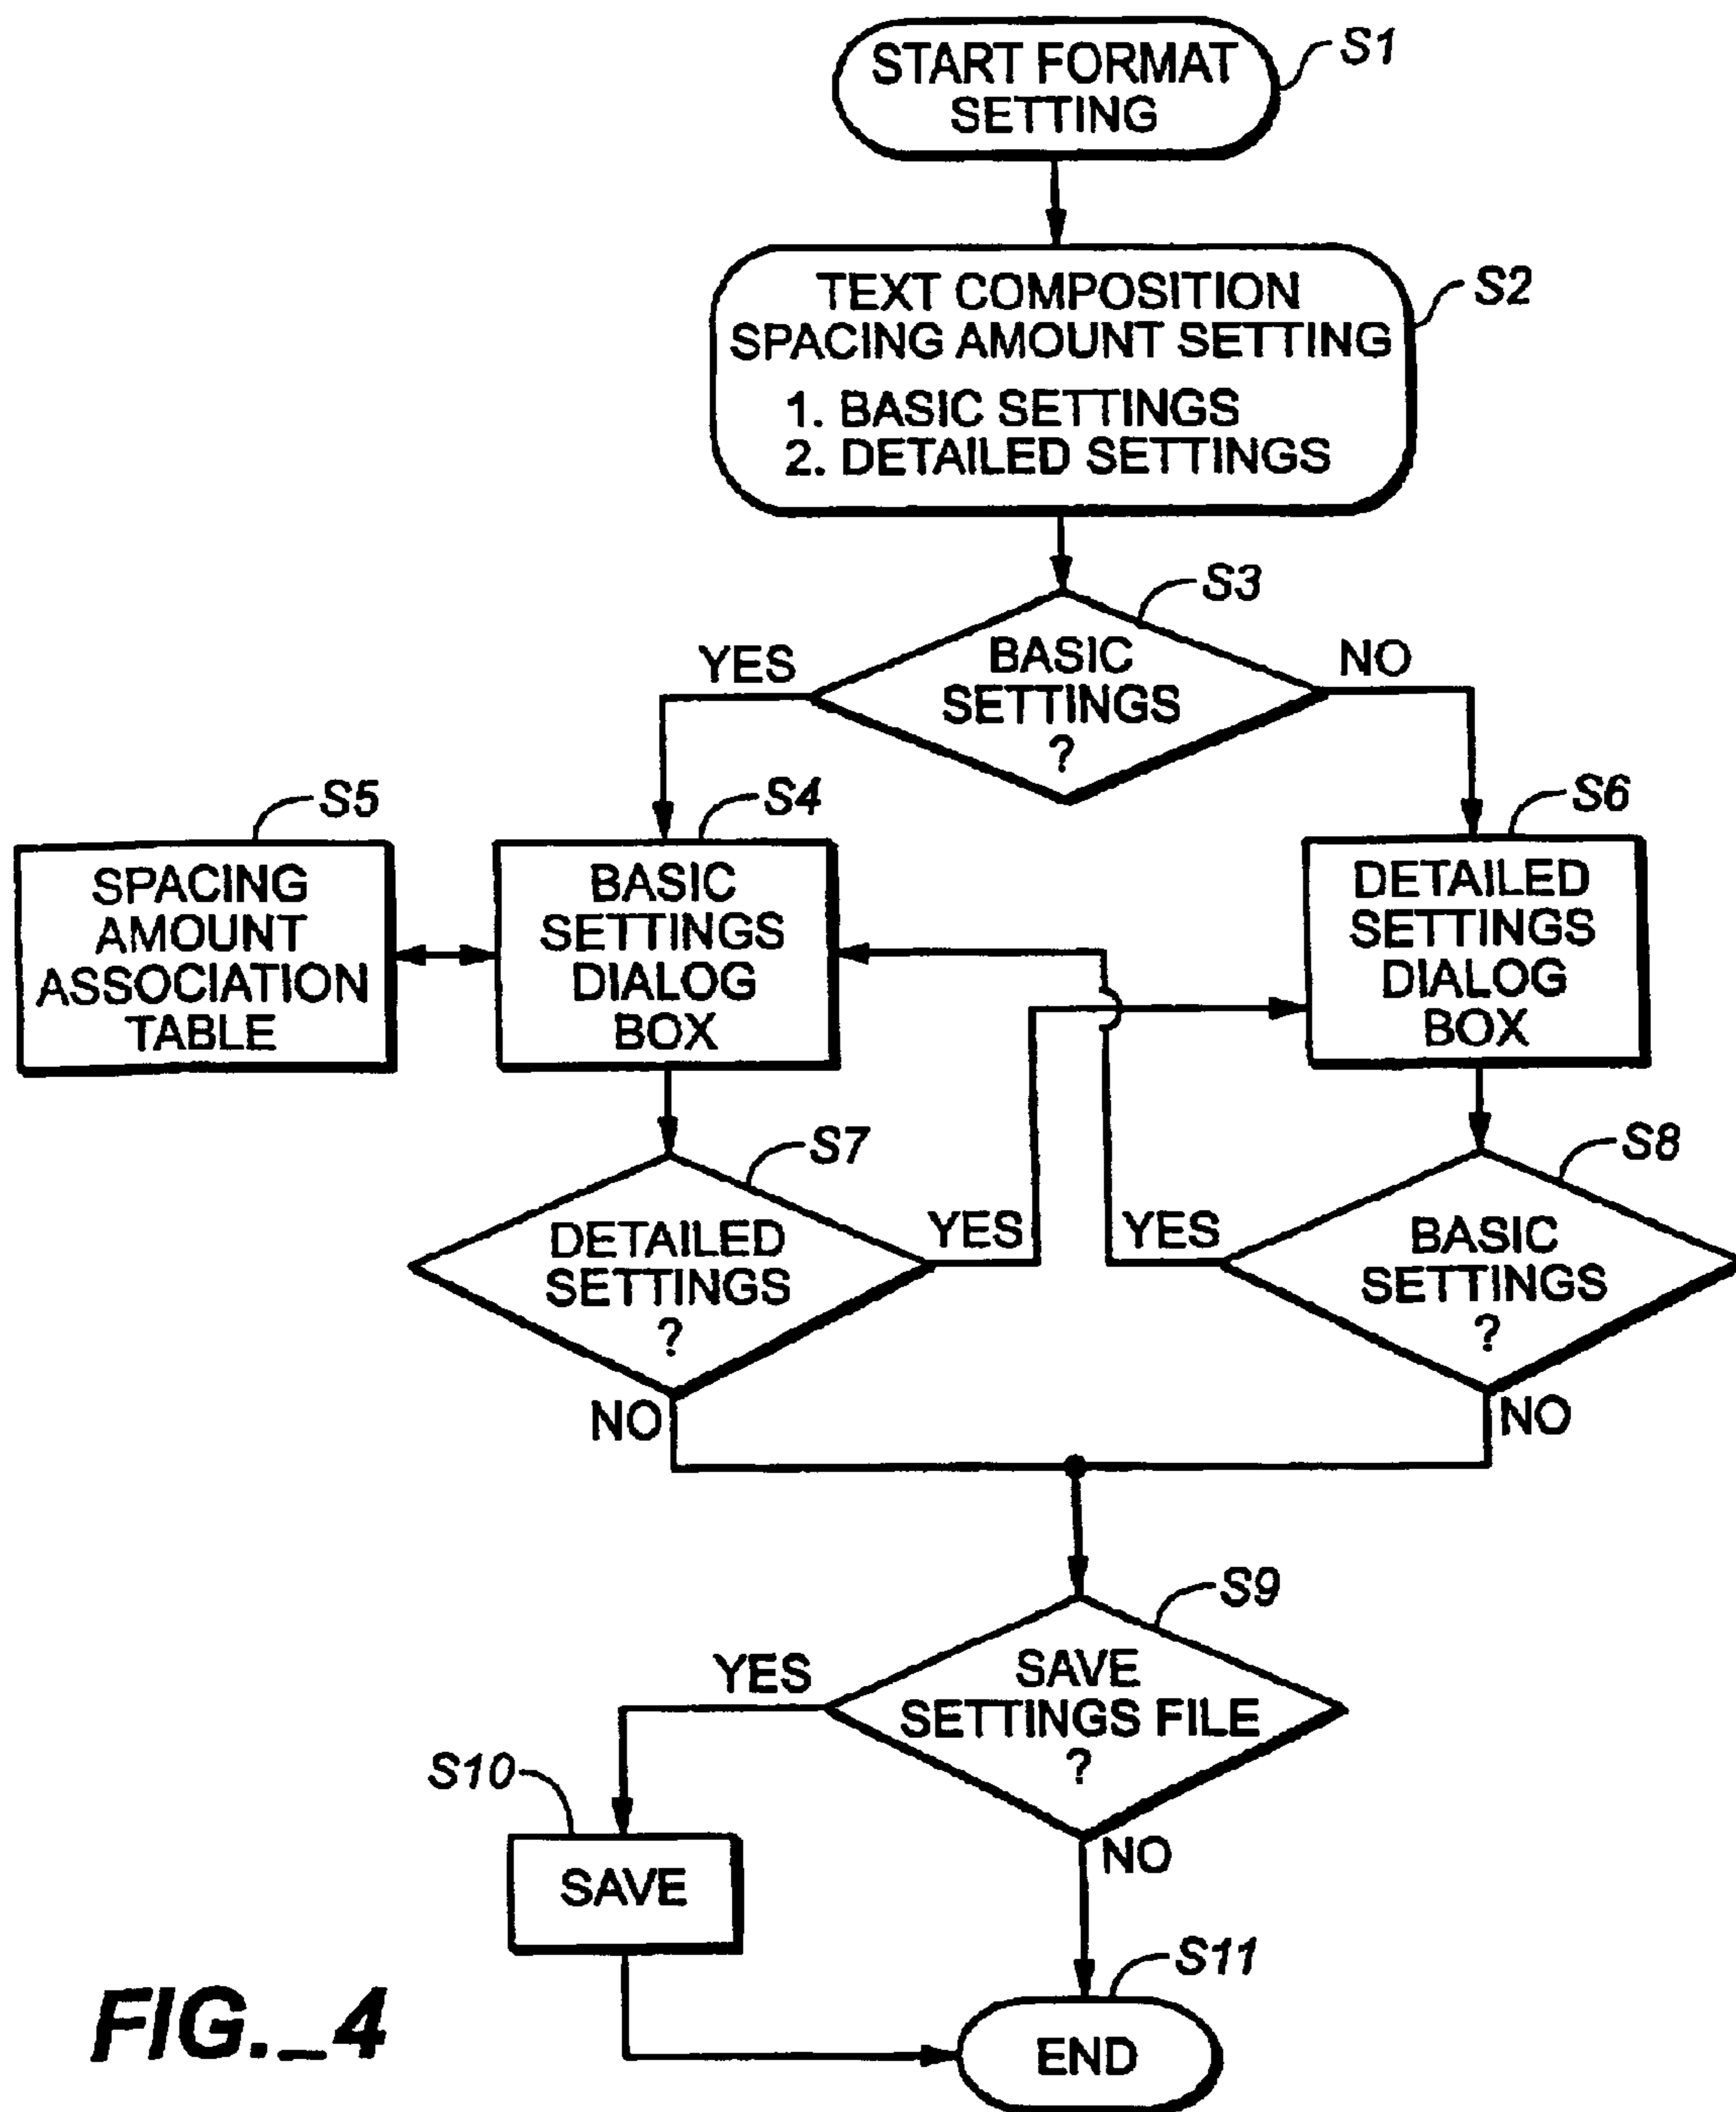 START FORMAT
SETTING
S1
TEXT COMPOSITION
SPACING AMOUNT SETTING
1. BASIC SETTINGS
2. DETAILED SETTINGS
S2
S3
YES
BASIC
SETTINGS
?
NO
S5
S4
S6
SPACING
AMOUNT
ASSOCIATION
TABLE
BASIC
SETTINGS
DIALOG
BOX
DETAILED
SETTINGS
DIALOG
BOX
S7
S8
DETAILED
SETTINGS
?
YES
YES
BASIC
SETTINGS
?
NO
NO
S9
YES
SAVE
SETTINGS FILE
?
S10
NO
SAVE
S11
END
FIG._4